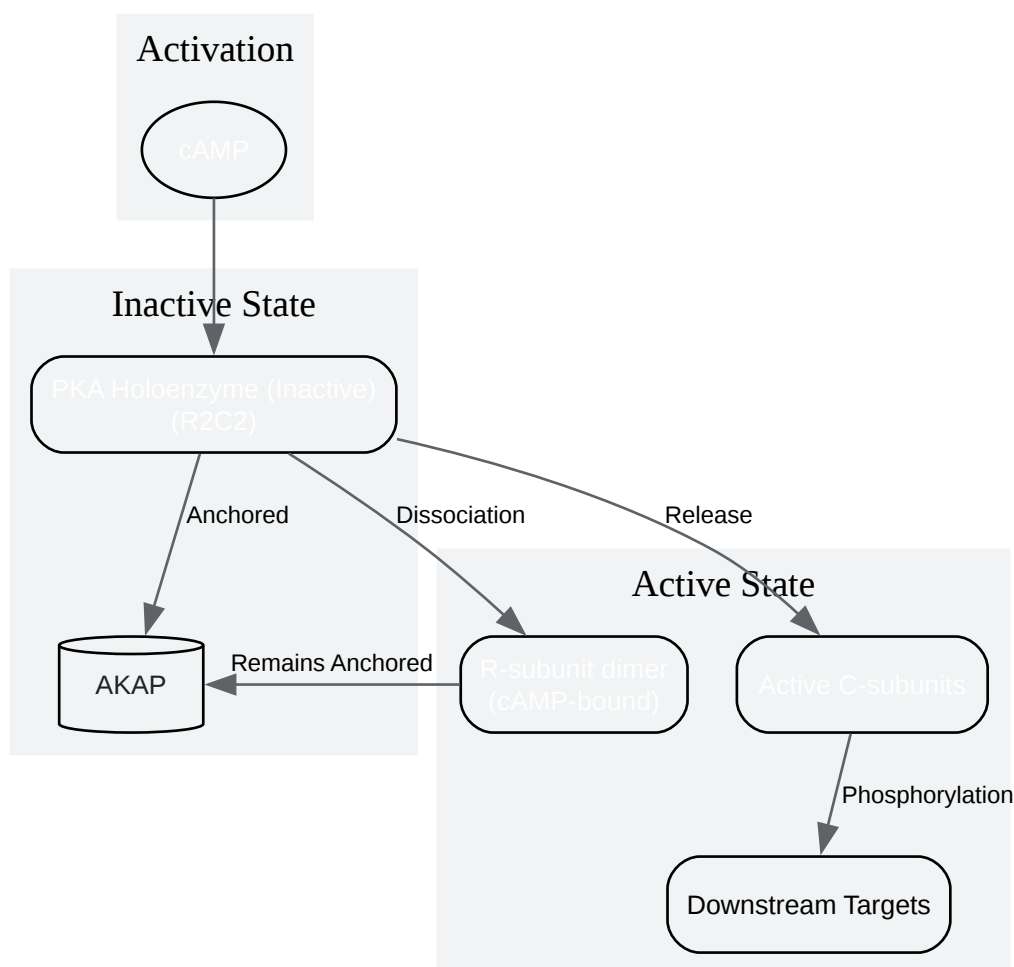 Activation
cAMP
Inactive State
PKA Holoenzyme (Inactive)
(R2C2)
Anchored
Dissociation
Release
Active State
AKAP
Remains Anchored
R-subunit dimer
(cAMP-bound)
Active C-subunits
Phosphorylation
Downstream Targets